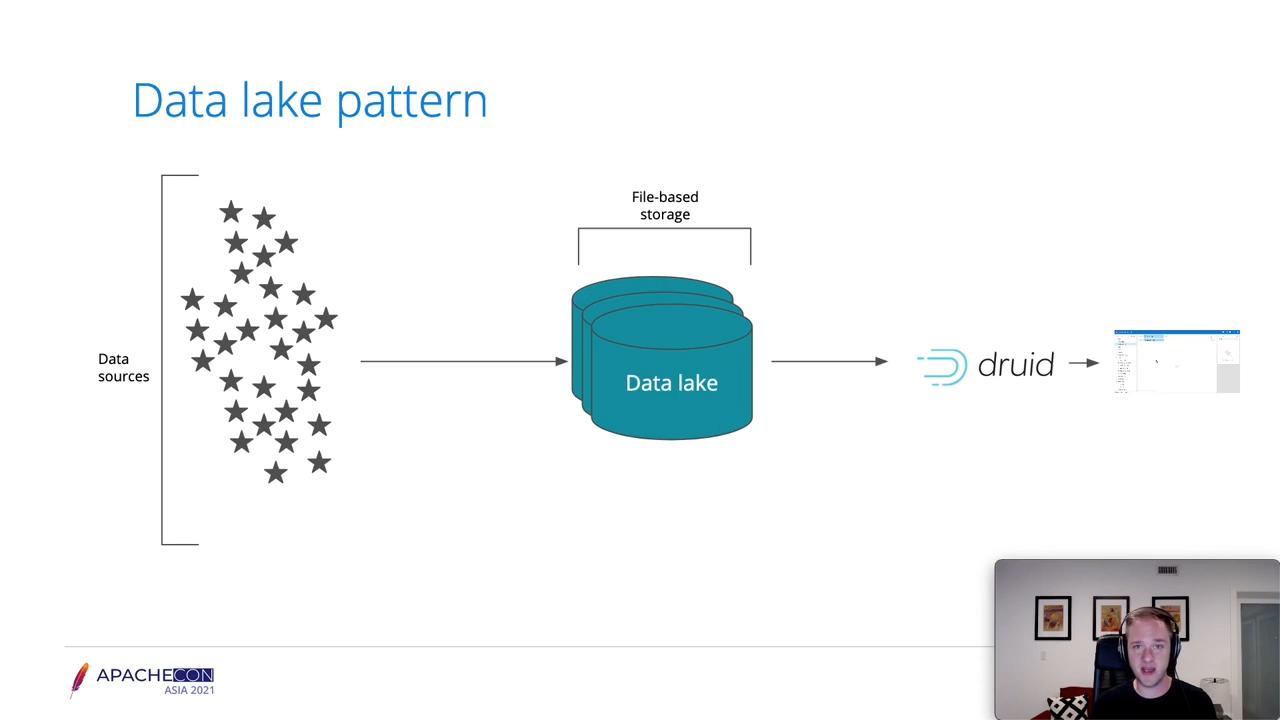 Data lake pattern
File-based
storage
Data
sources
Data lake
druid
APACHECON
ASIA 2021